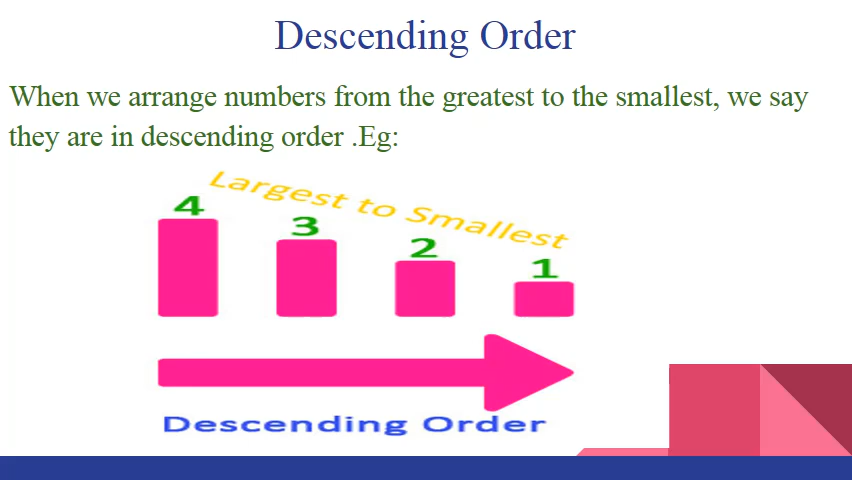 Descending Order
When we arrange numbers from the greatest to the smallest, we say
they are in descending order .Eg:
Largest to Smallest
4
3
2
1
Descending Order